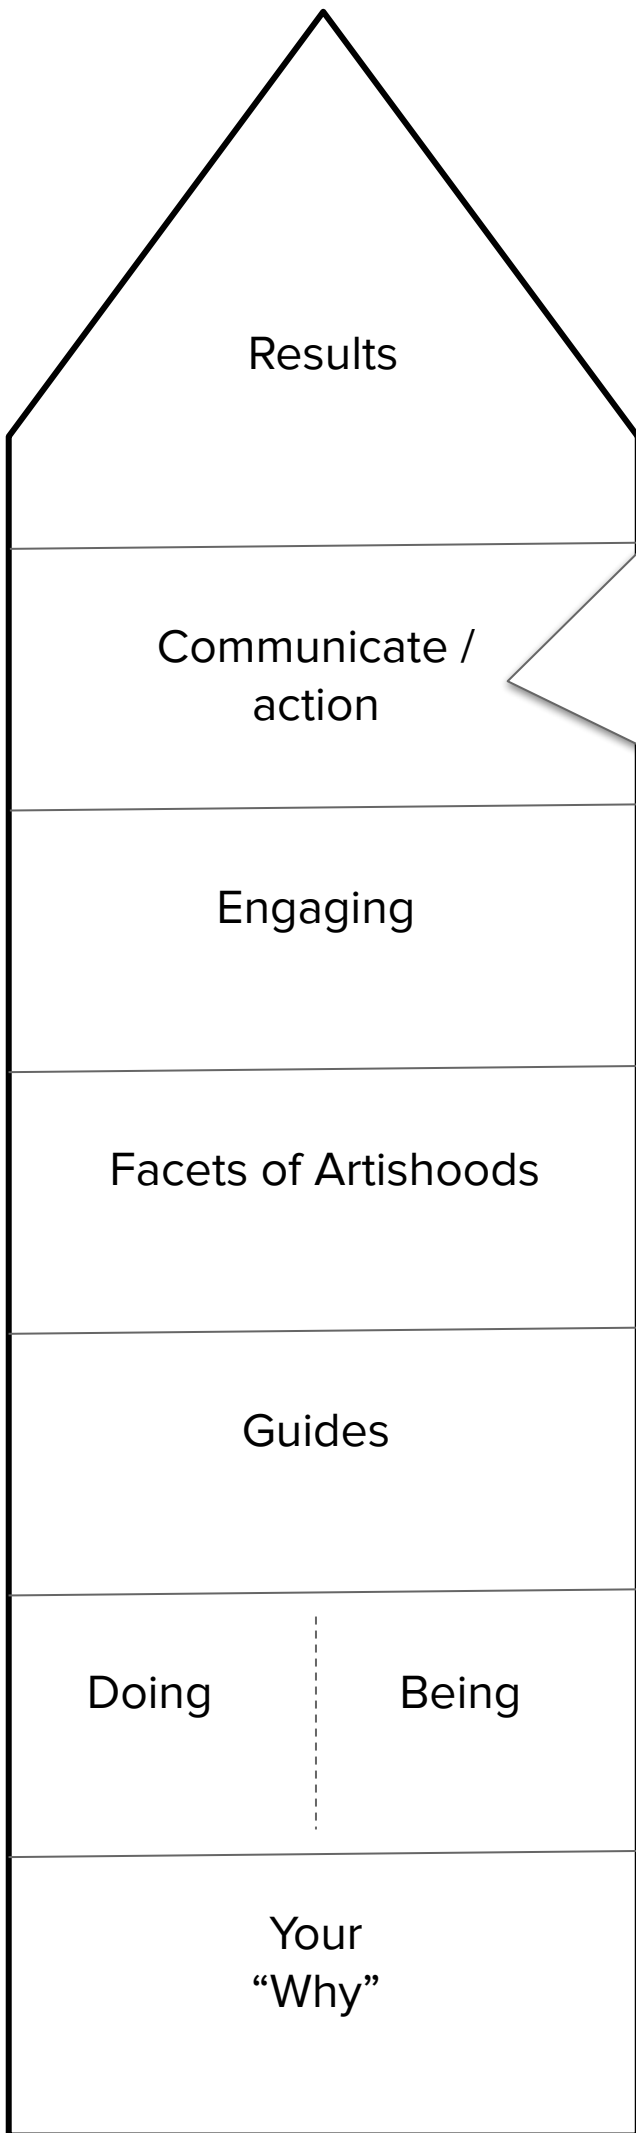 Results
Communicate /
action
Engaging
Facets of Artishoods
Guides
Doing
Being
Your
“Why”